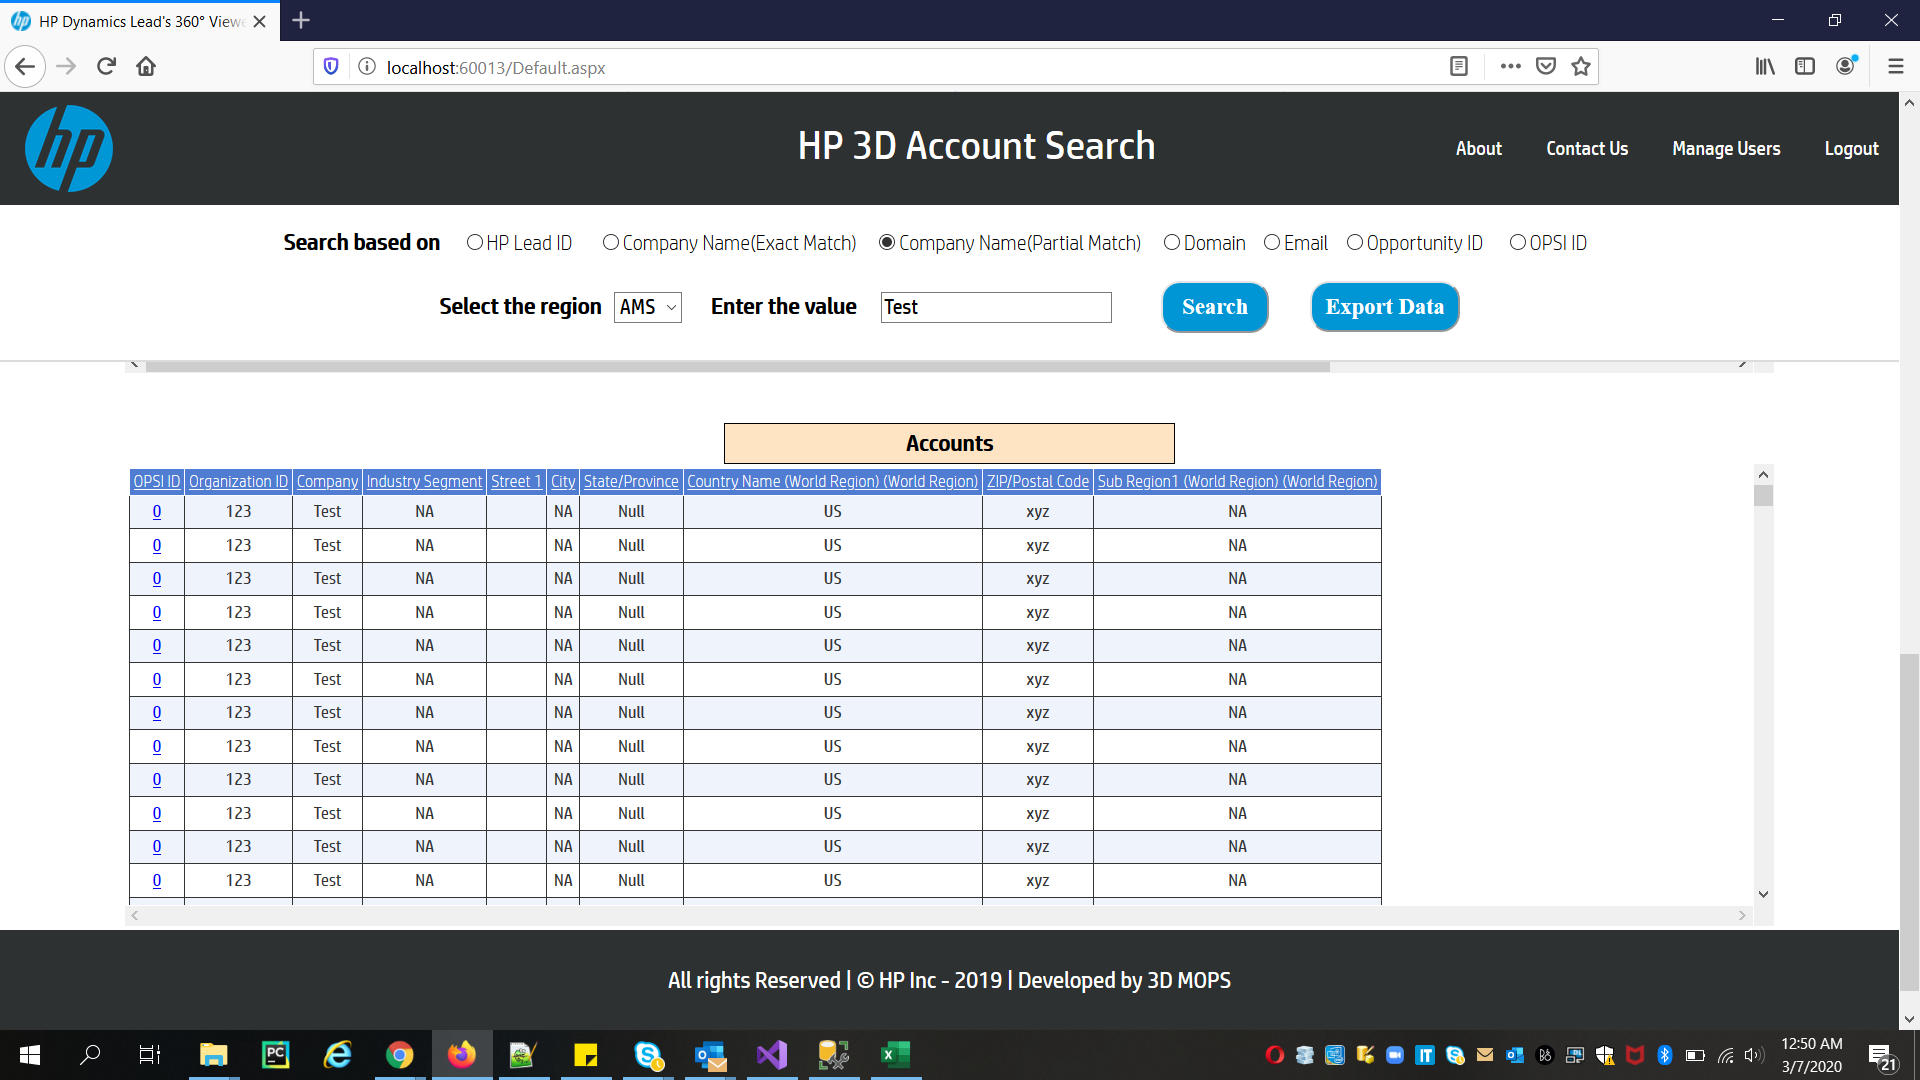 HP Dynamics Lead's 360° Viewe
localhost:60013/Default.aspx
hp
HP 3D Account Search
About Contact Us Manage Users Logout
Search based on HP Lead ID Company Name(Exact Match) Company Name(Partial Match) Domain Email Opportunity ID OPSI ID
Select the region AMS Enter the value Test Search Export Data
Accounts
OPSI ID Organization ID Company Industry Segment Street 1 City State/Province Country Name (World Region) (World Region) ZIP/Postal Code Sub Region1 (World Region) (World Region)
0 123 Test NA NA Null US xyz NA
0 123 Test NA NA Null US xyz NA
0 123 Test NA NA Null US xyz NA
0 123 Test NA NA Null US xyz NA
0 123 Test NA NA Null US xyz NA
0 123 Test NA NA Null US xyz NA
0 123 Test NA NA Null US xyz NA
0 123 Test NA NA Null US xyz NA
0 123 Test NA NA Null US xyz NA
0 123 Test NA NA Null US xyz NA
0 123 Test NA NA Null US xyz NA
0 123 Test NA NA Null US xyz NA
All rights Reserved | © HP Inc - 2019 | Developed by 3D MOPS
12:50 AM
3/7/2020
21